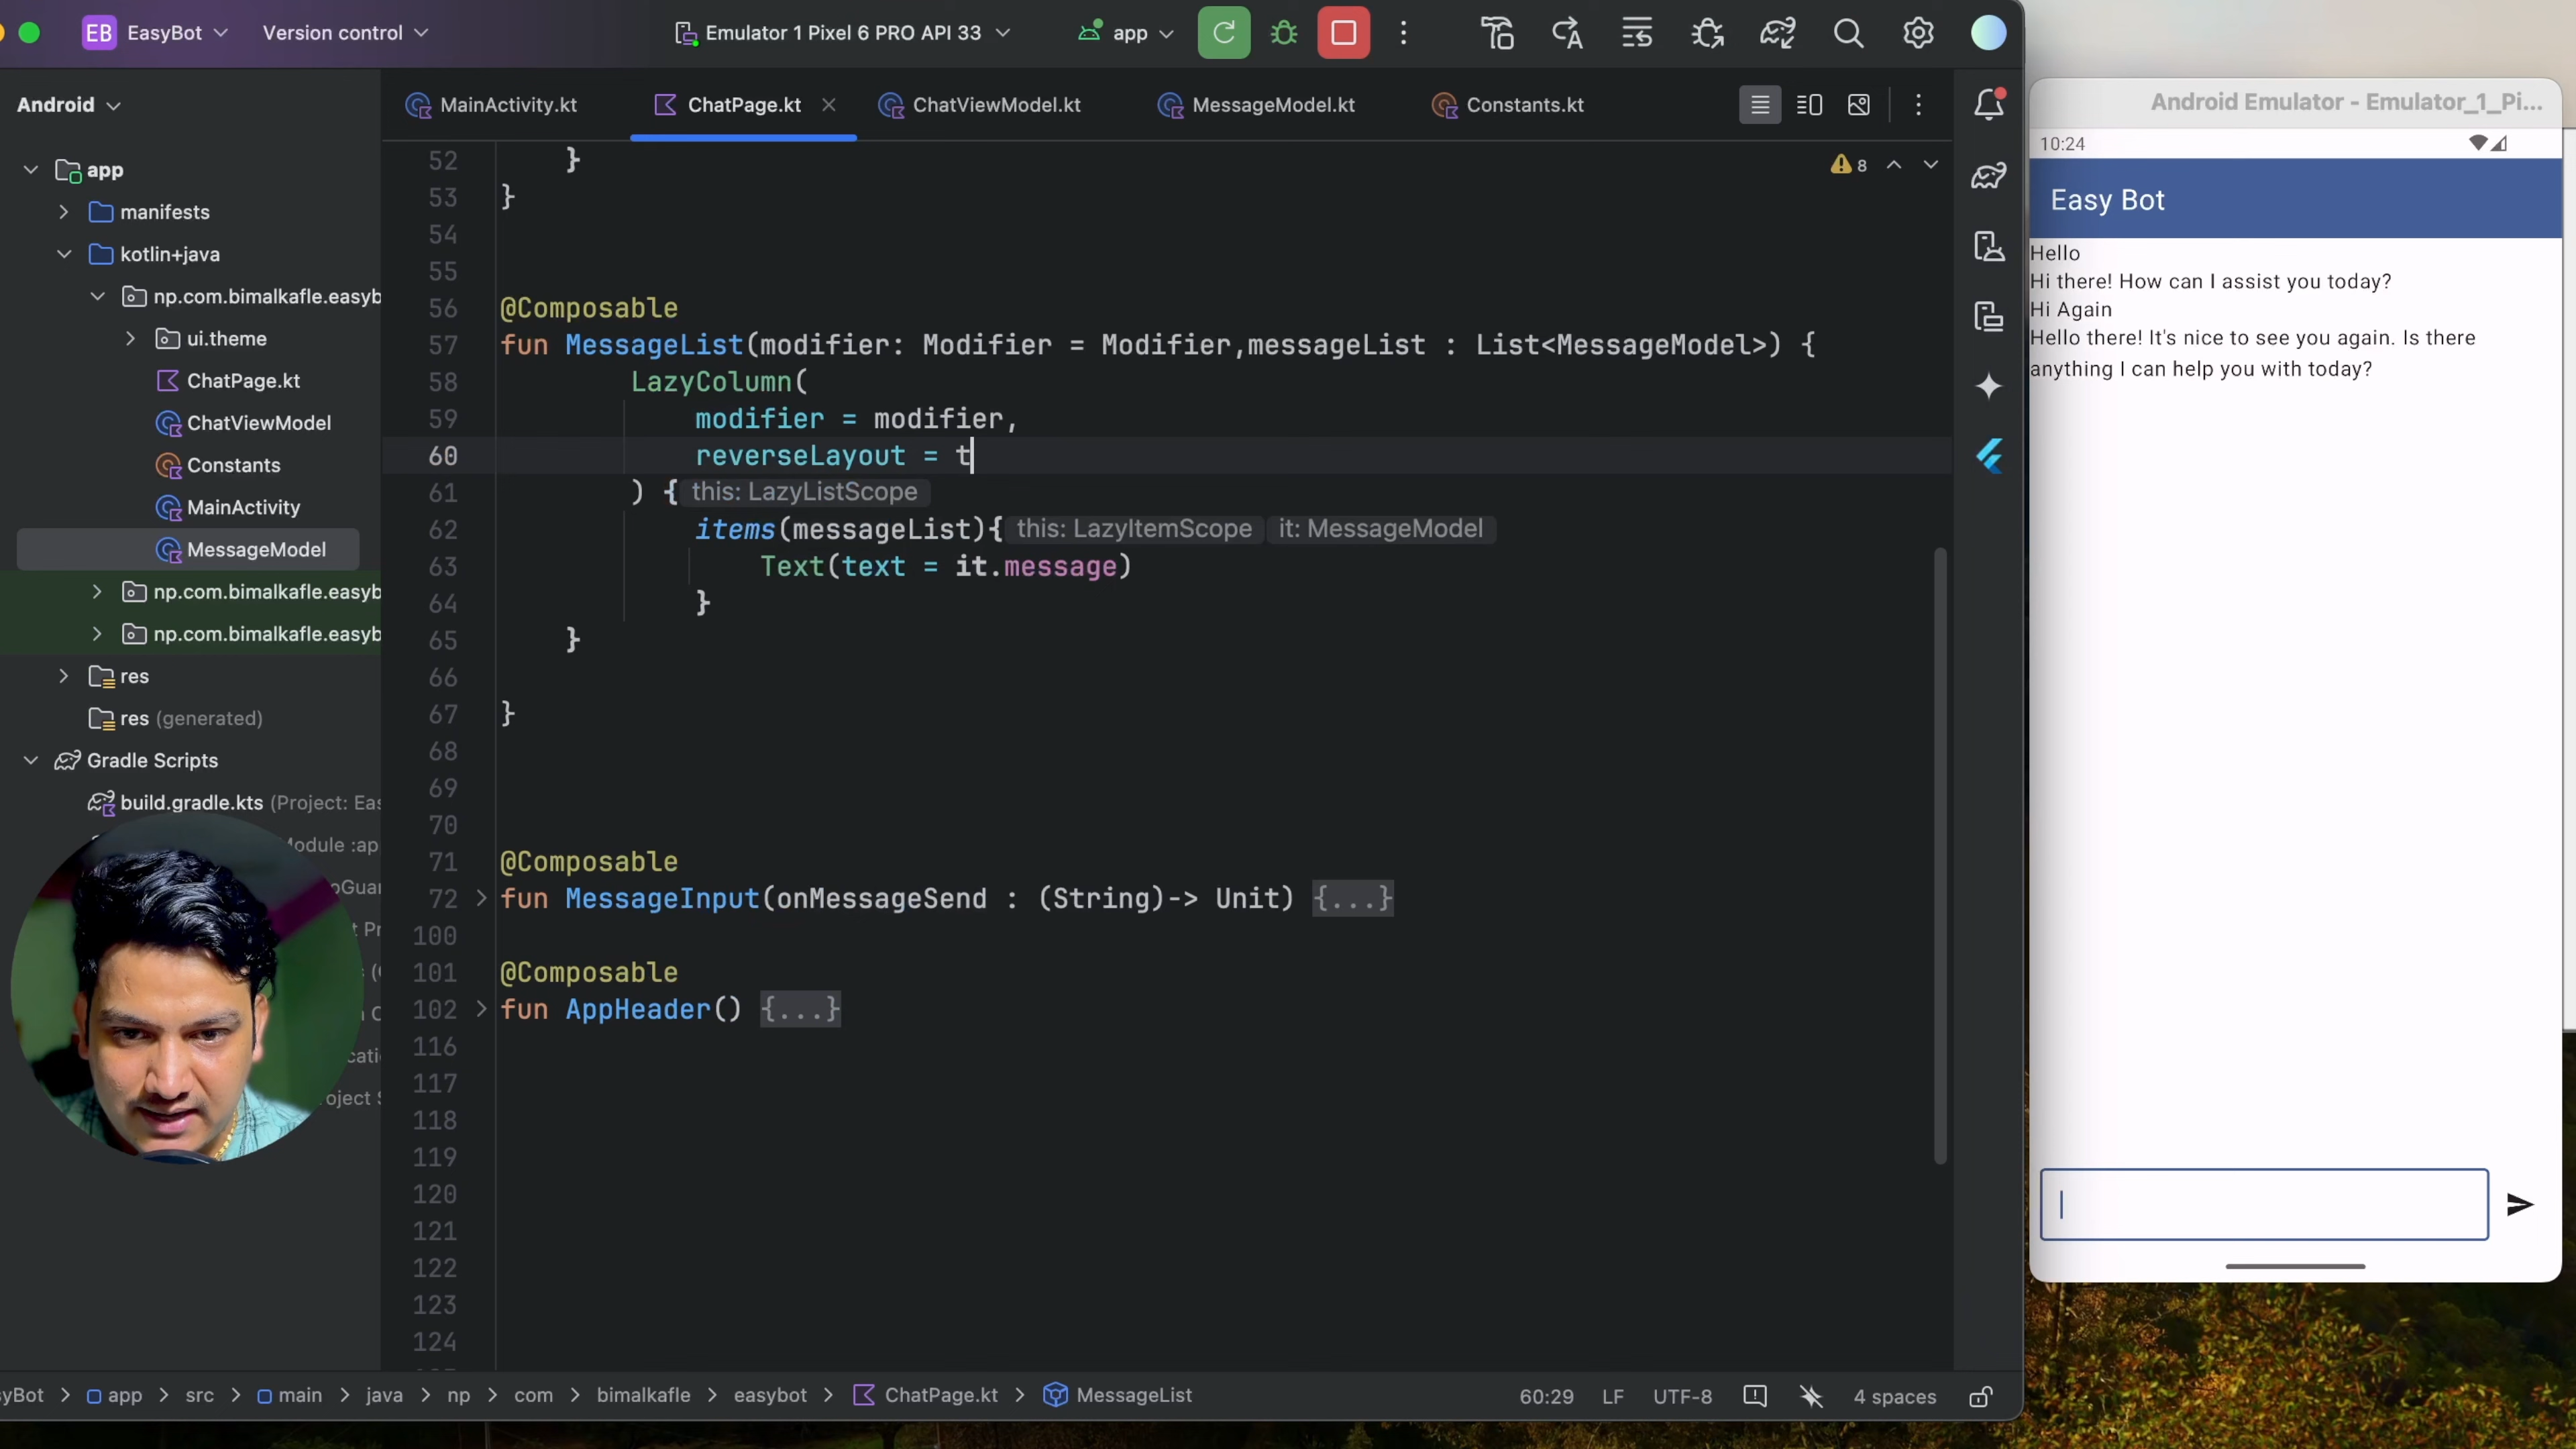 EB EasyBot Version control Emulator 1 Pixel 6 PRO API 33 app
Android
MainActivity.kt ChatPage.kt ChatViewModel.kt MessageModel.kt Constants.kt
app
manifests
kotlin+java
np.com.bimalkafle.easyb
ui.theme
ChatPage.kt
ChatViewModel
Constants
MainActivity
MessageModel
np.com.bimalkafle.easyb
np.com.bimalkafle.easyb
res
res (generated)
Gradle Scripts
build.gradle.kts (Project: Eas
Module :ap
8
52 }
53 }
54
55
56 @Composable
57 fun MessageList(modifier: Modifier = Modifier,messageList : List<MessageModel>) {
58 LazyColumn(
59 modifier = modifier,
60 reverseLayout = t
61 ) { this: LazyListScope
62 items(messageList){ this: LazyItemScope it: MessageModel
63 Text(text = it.message)
64 }
65 }
66
67 }
68
69
70
71 @Composable
72 fun MessageInput(onMessageSend : (String)-> Unit) {...}
100
101 @Composable
102 fun AppHeader() {...}
116
117
118
119
120
121
122
123
124
yBot > app > src > main > java > np > com > bimalkafle > easybot > ChatPage.kt > MessageList
60:29 LF UTF-8 4 spaces
Android Emulator - Emulator_1_Pi...
10:24
Easy Bot
Hello
Hi there! How can I assist you today?
Hi Again
Hello there! It's nice to see you again. Is there
anything I can help you with today?